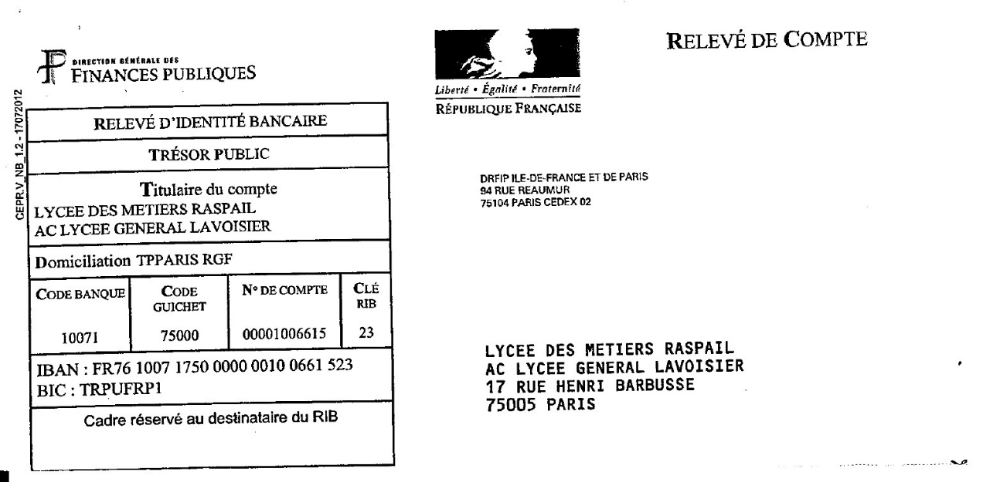 DIRECTION GÉNÉRALE DES
FINANCES PUBLIQUES
CEPR.V_NB_1.2 - 17072012
RELEVÉ D'IDENTITÉ BANCAIRE
TRÉSOR PUBLIC
Titulaire du compte
LYCEE DES METIERS RASPAIL
AC LYCEE GENERAL LAVOISIER
Domiciliation TPPARIS RGF
CODE BANQUE
CODE GUICHET
N° DE COMPTE
CLÉ RIB
10071 75000 00001006615 23
IBAN : FR76 1007 1750 0000 0010 0661 523
BIC : TRPUFRP1
Cadre réservé au destinataire du RIB
Liberté • Égalité • Fraternité
RÉPUBLIQUE FRANÇAISE
RELEVÉ DE COMPTE
DRFIP ILE-DE-FRANCE ET DE PARIS
94 RUE REAUMUR
75104 PARIS CEDEX 02
LYCEE DES METIERS RASPAIL
AC LYCEE GENERAL LAVOISIER
17 RUE HENRI BARBUSSE
75005 PARIS